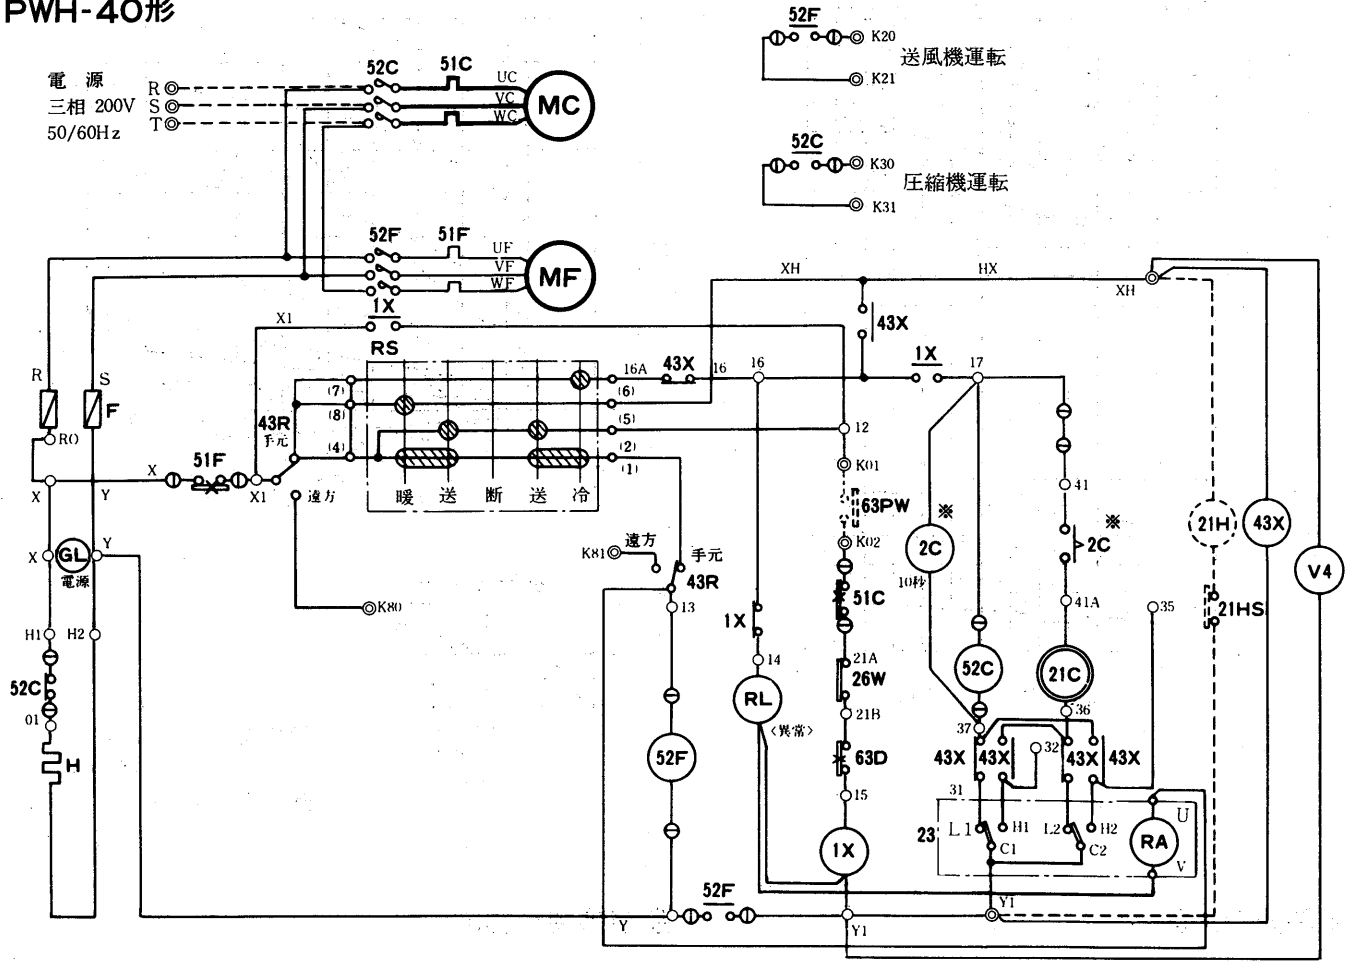 PWH-40形
52F
K20
送風機運転
K21
電源
三相 200V
50/60Hz
R
S
T
52C
51C
UC
VC
WC
MC
52C
K30
圧縮機運転
K31
52F
51F
UF
VF
WF
MF
XH
HX
XH
X1
1X
RS
43X
R
S
F
RO
43R
手元
(7)
(8)
(4)
16A
43X
16
16
(6)
(5)
(2)
(1)
1X
17
12
X
Y
X
51F
X1
遠方
暖
送
断
送
冷
K01
63PW
K02
41
※
2C
10秒
※
2C
21H
43X
V4
X
GL
Y
電源
K80
K81
遠方
手元
43R
13
51C
41A
35
21HS
H1
H2
1X
14
21A
26W
52C
21C
52C
01
RL
〈異常〉
21B
37
36
H
52F
63D
43X
43X
32
43X
43X
15
31
23
L1
H1
L2
H2
U
RA
V
C1
C2
1X
52F
Y
Y1
Y1